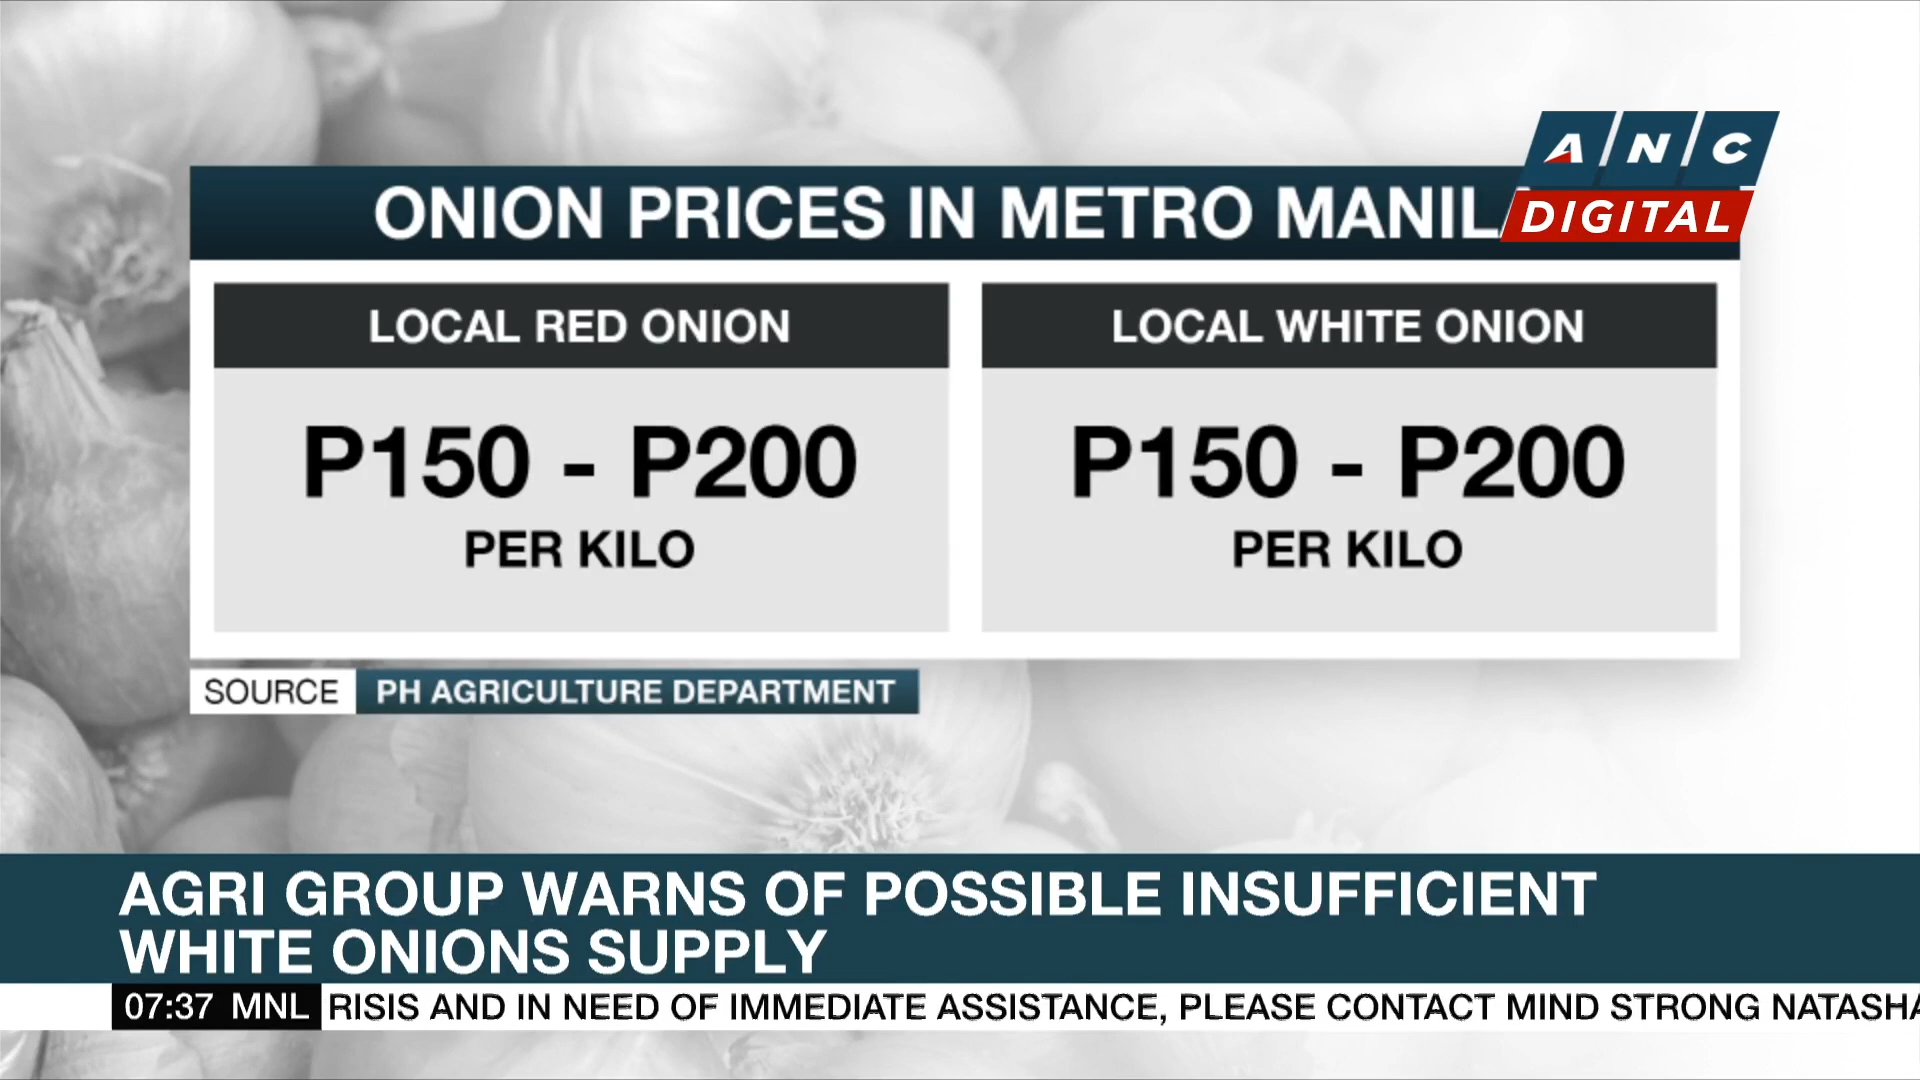 ANC
DIGITAL
ONION PRICES IN METRO MANIL
LOCAL RED ONION
P150 - P200
PER KILO
LOCAL WHITE ONION
P150 - P200
PER KILO
SOURCE PH AGRICULTURE DEPARTMENT
AGRI GROUP WARNS OF POSSIBLE INSUFFICIENT
WHITE ONIONS SUPPLY
07:37 MNL RISIS AND IN NEED OF IMMEDIATE ASSISTANCE, PLEASE CONTACT MIND STRONG NATASHA